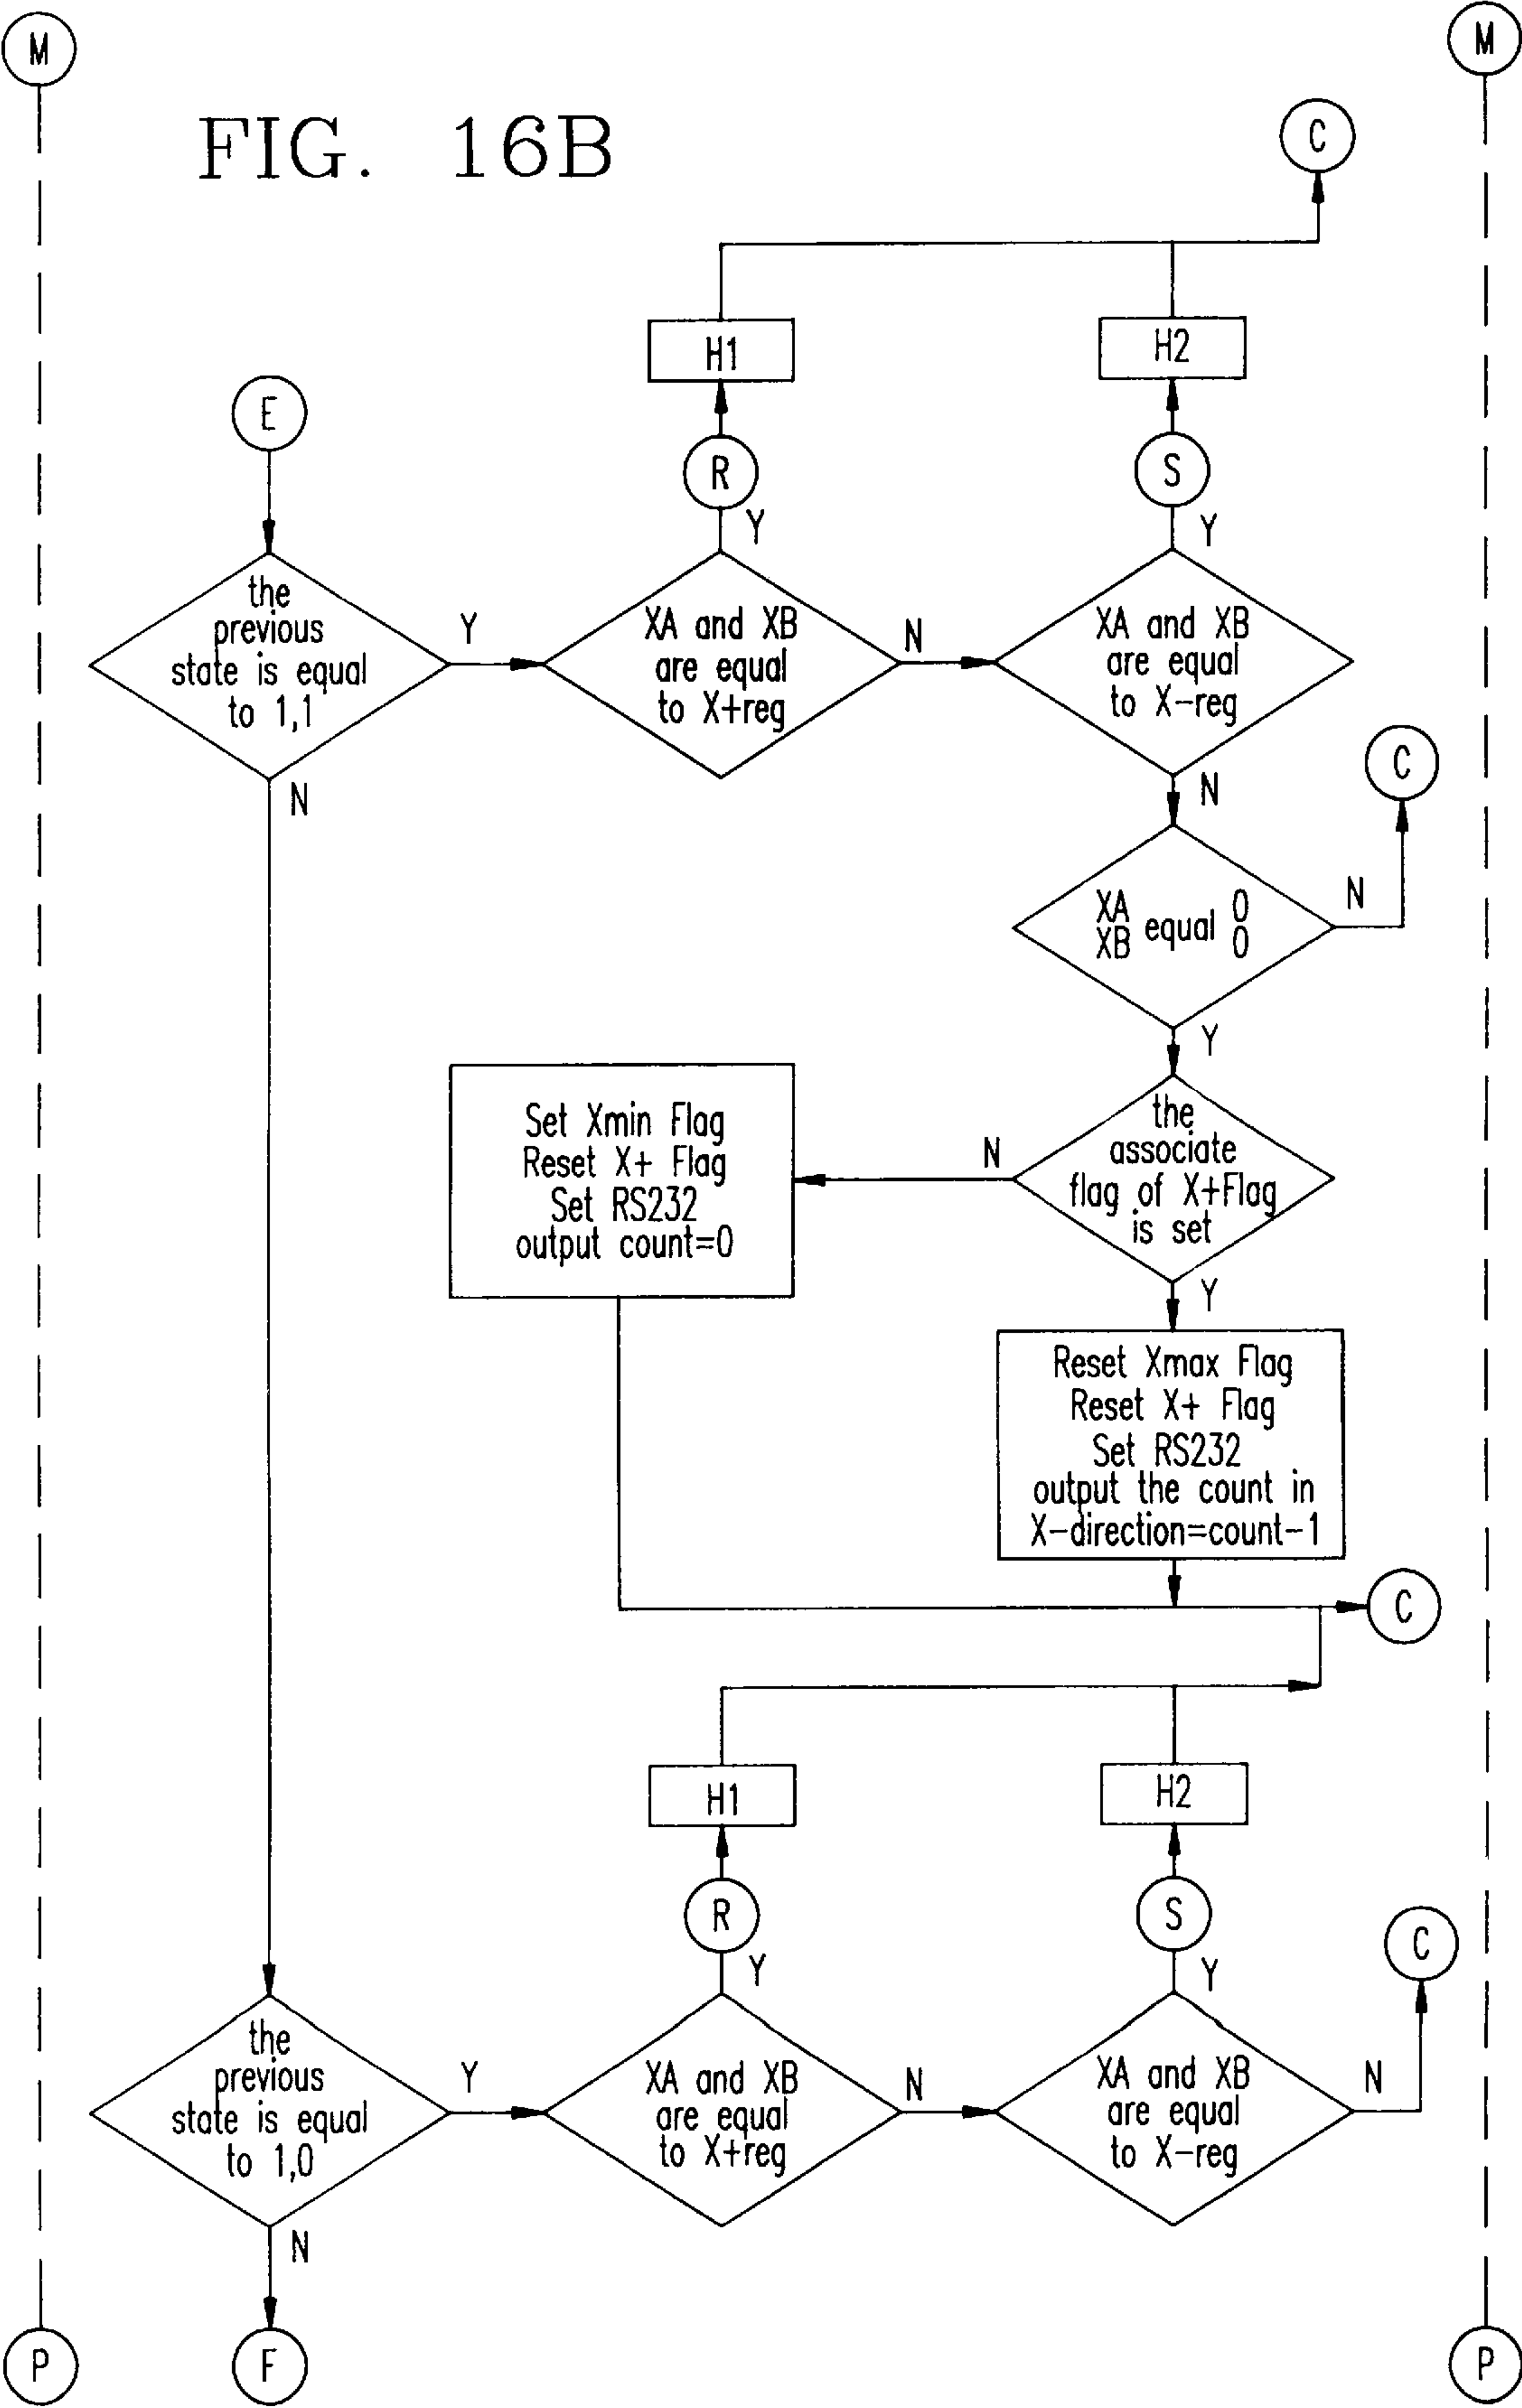 M
M
FIG. 16B
C
H1
H2
E
R
S
Y
Y
the
previous
state is equal
to 1,1
Y
XA and XB
are equal
to X+reg
N
XA and XB
are equal
to X-reg
N
N
C
XA equal 0
XB 0
N
Y
Set Xmin Flag
Reset X+ Flag
Set RS232
output count=0
N
the
associate
flag of X+Flag
is set
Y
Reset Xmax Flag
Reset X+ Flag
Set RS232
output the count in
X-direction=count-1
C
H1
H2
R
S
C
Y
Y
the
previous
state is equal
to 1,0
Y
XA and XB
are equal
to X+reg
N
XA and XB
are equal
to X-reg
N
N
P
F
P